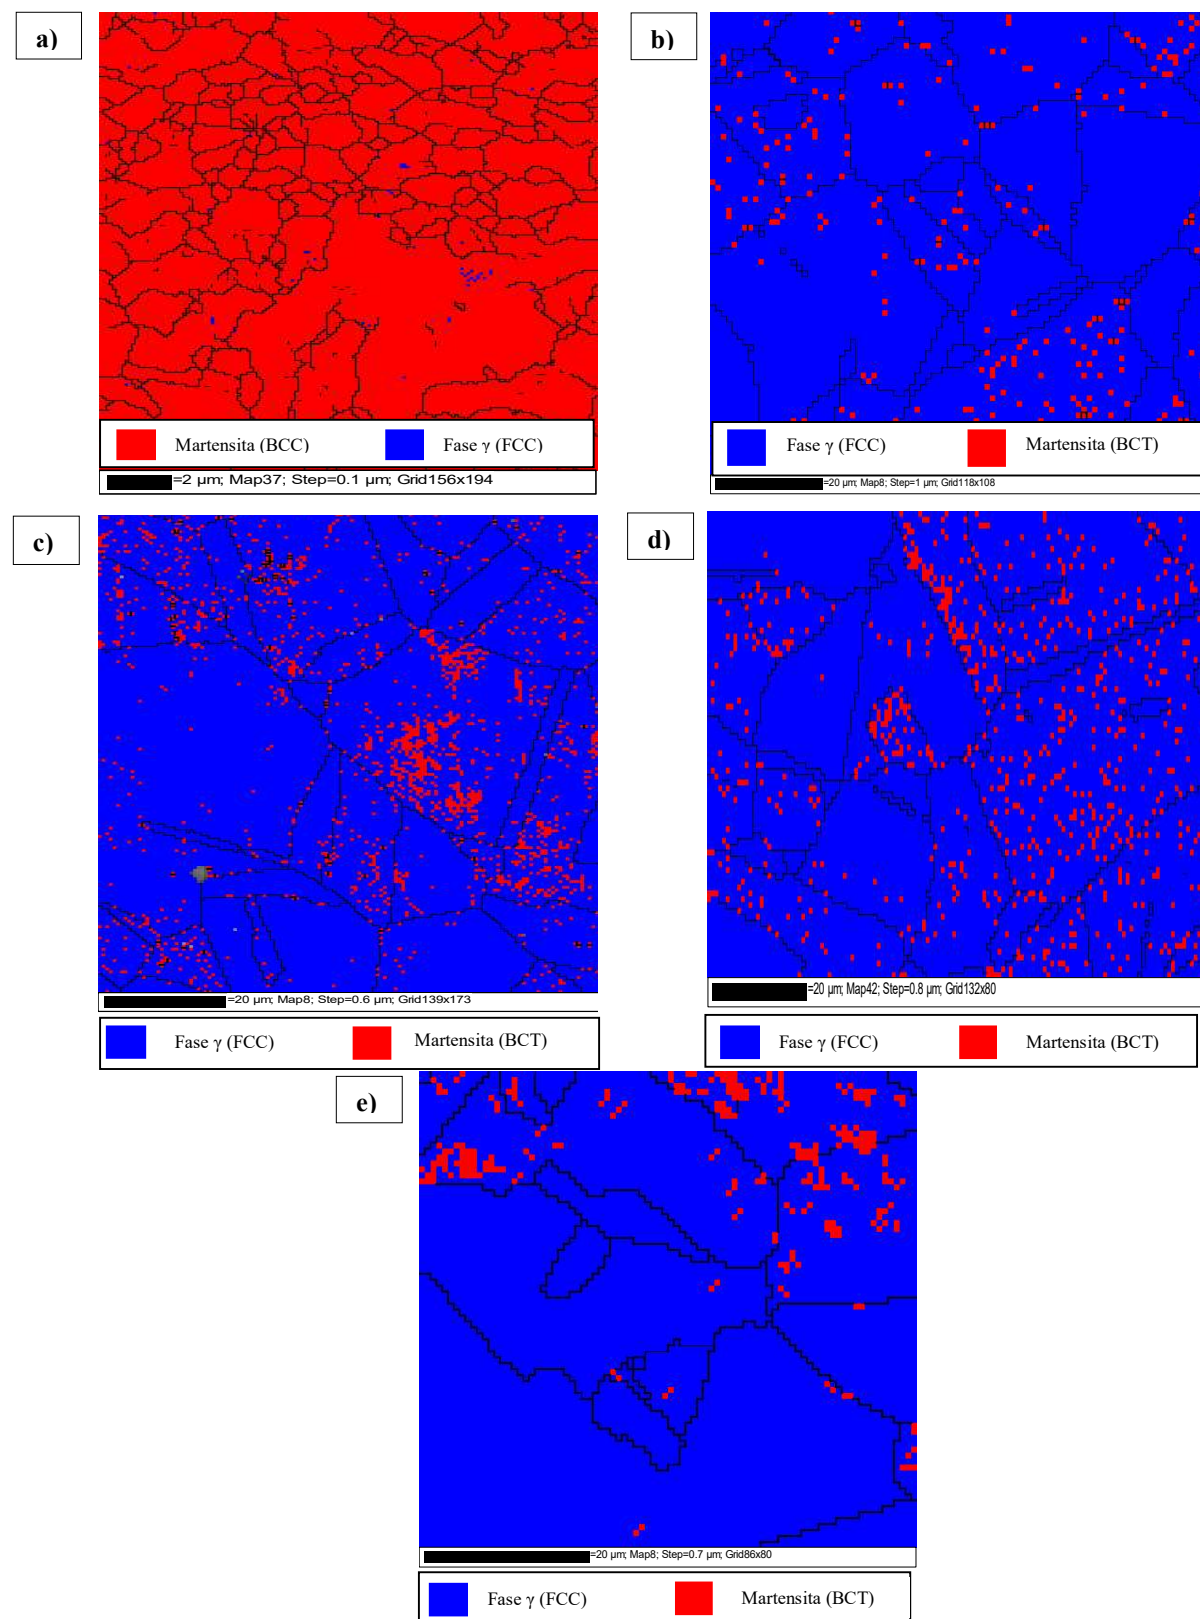 a)
b)
Martensita (BCC) Fase γ (FCC)
=2 µm; Map37; Step=0.1 µm; Grid156x194
Fase γ (FCC) Martensita (BCT)
=20 µm; Map8; Step=1 µm; Grid118x108
c)
d)
=20 µm; Map8; Step=0.6 µm; Grid139x173
Fase γ (FCC) Martensita (BCT)
=20 µm; Map42; Step=0.8 µm; Grid132x80
Fase γ (FCC) Martensita (BCT)
e)
=20 µm; Map8; Step=0.7 µm; Grid86x80
Fase γ (FCC) Martensita (BCT)